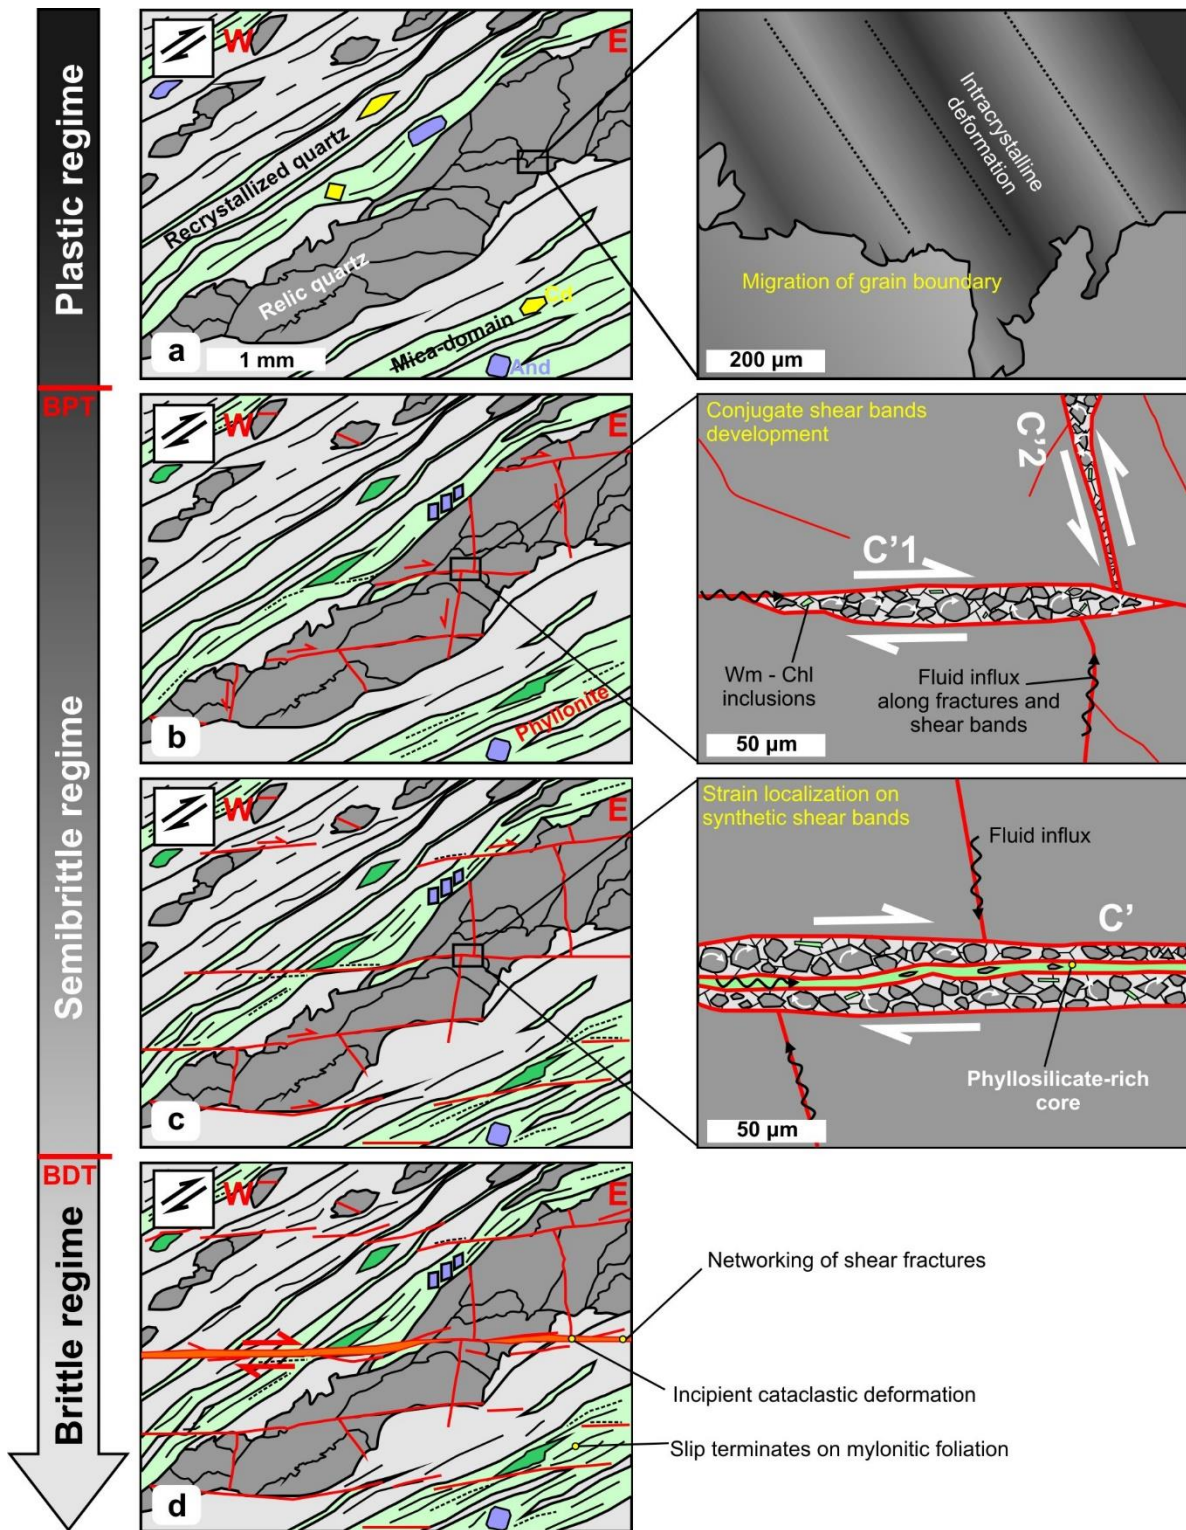 Plastic regime
BPT
Semibrittle regime
BDT
Brittle regime
W
E
Recrystallized quartz
Relic quartz
Cd
Mica-domain
And
a
1 mm
Intracrystalline
deformation
Migration of grain boundary
200 µm
W
E
Phyllonite
b
Conjugate shear bands
development
C'2
C'1
Wm - Chl
inclusions
Fluid influx
along fractures and
shear bands
50 µm
W
E
c
Strain localization on
synthetic shear bands
Fluid influx
C'
Phyllosilicate-rich
core
50 µm
W
E
d
Networking of shear fractures
Incipient cataclastic deformation
Slip terminates on mylonitic foliation